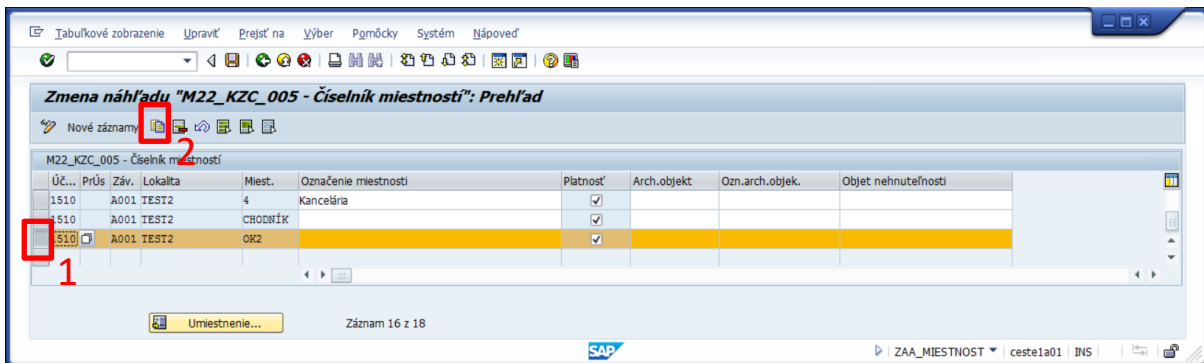 Tabuľkové zobrazenie Upraviť Prejsť na Výber Pomôcky Systém Nápoveď
Zmena náhľadu "M22_KZC_005 - Číselník miestností": Prehľad
Nové záznamy
2
M22_KZC_005 - Číselník miestností
Úč... PrÚs Záv. Lokalita Miest. Označenie miestnosti Platnosť Arch.objekt Ozn.arch.objek. Objet nehnuteľnosti
1510 A001 TEST2 4 Kancelária
1510 A001 TEST2 CHODNÍK
1510 A001 TEST2 OK2
1
Umiestnenie... Záznam 16 z 18
SAP ZAA_MIESTNOST ceste1a01 INS